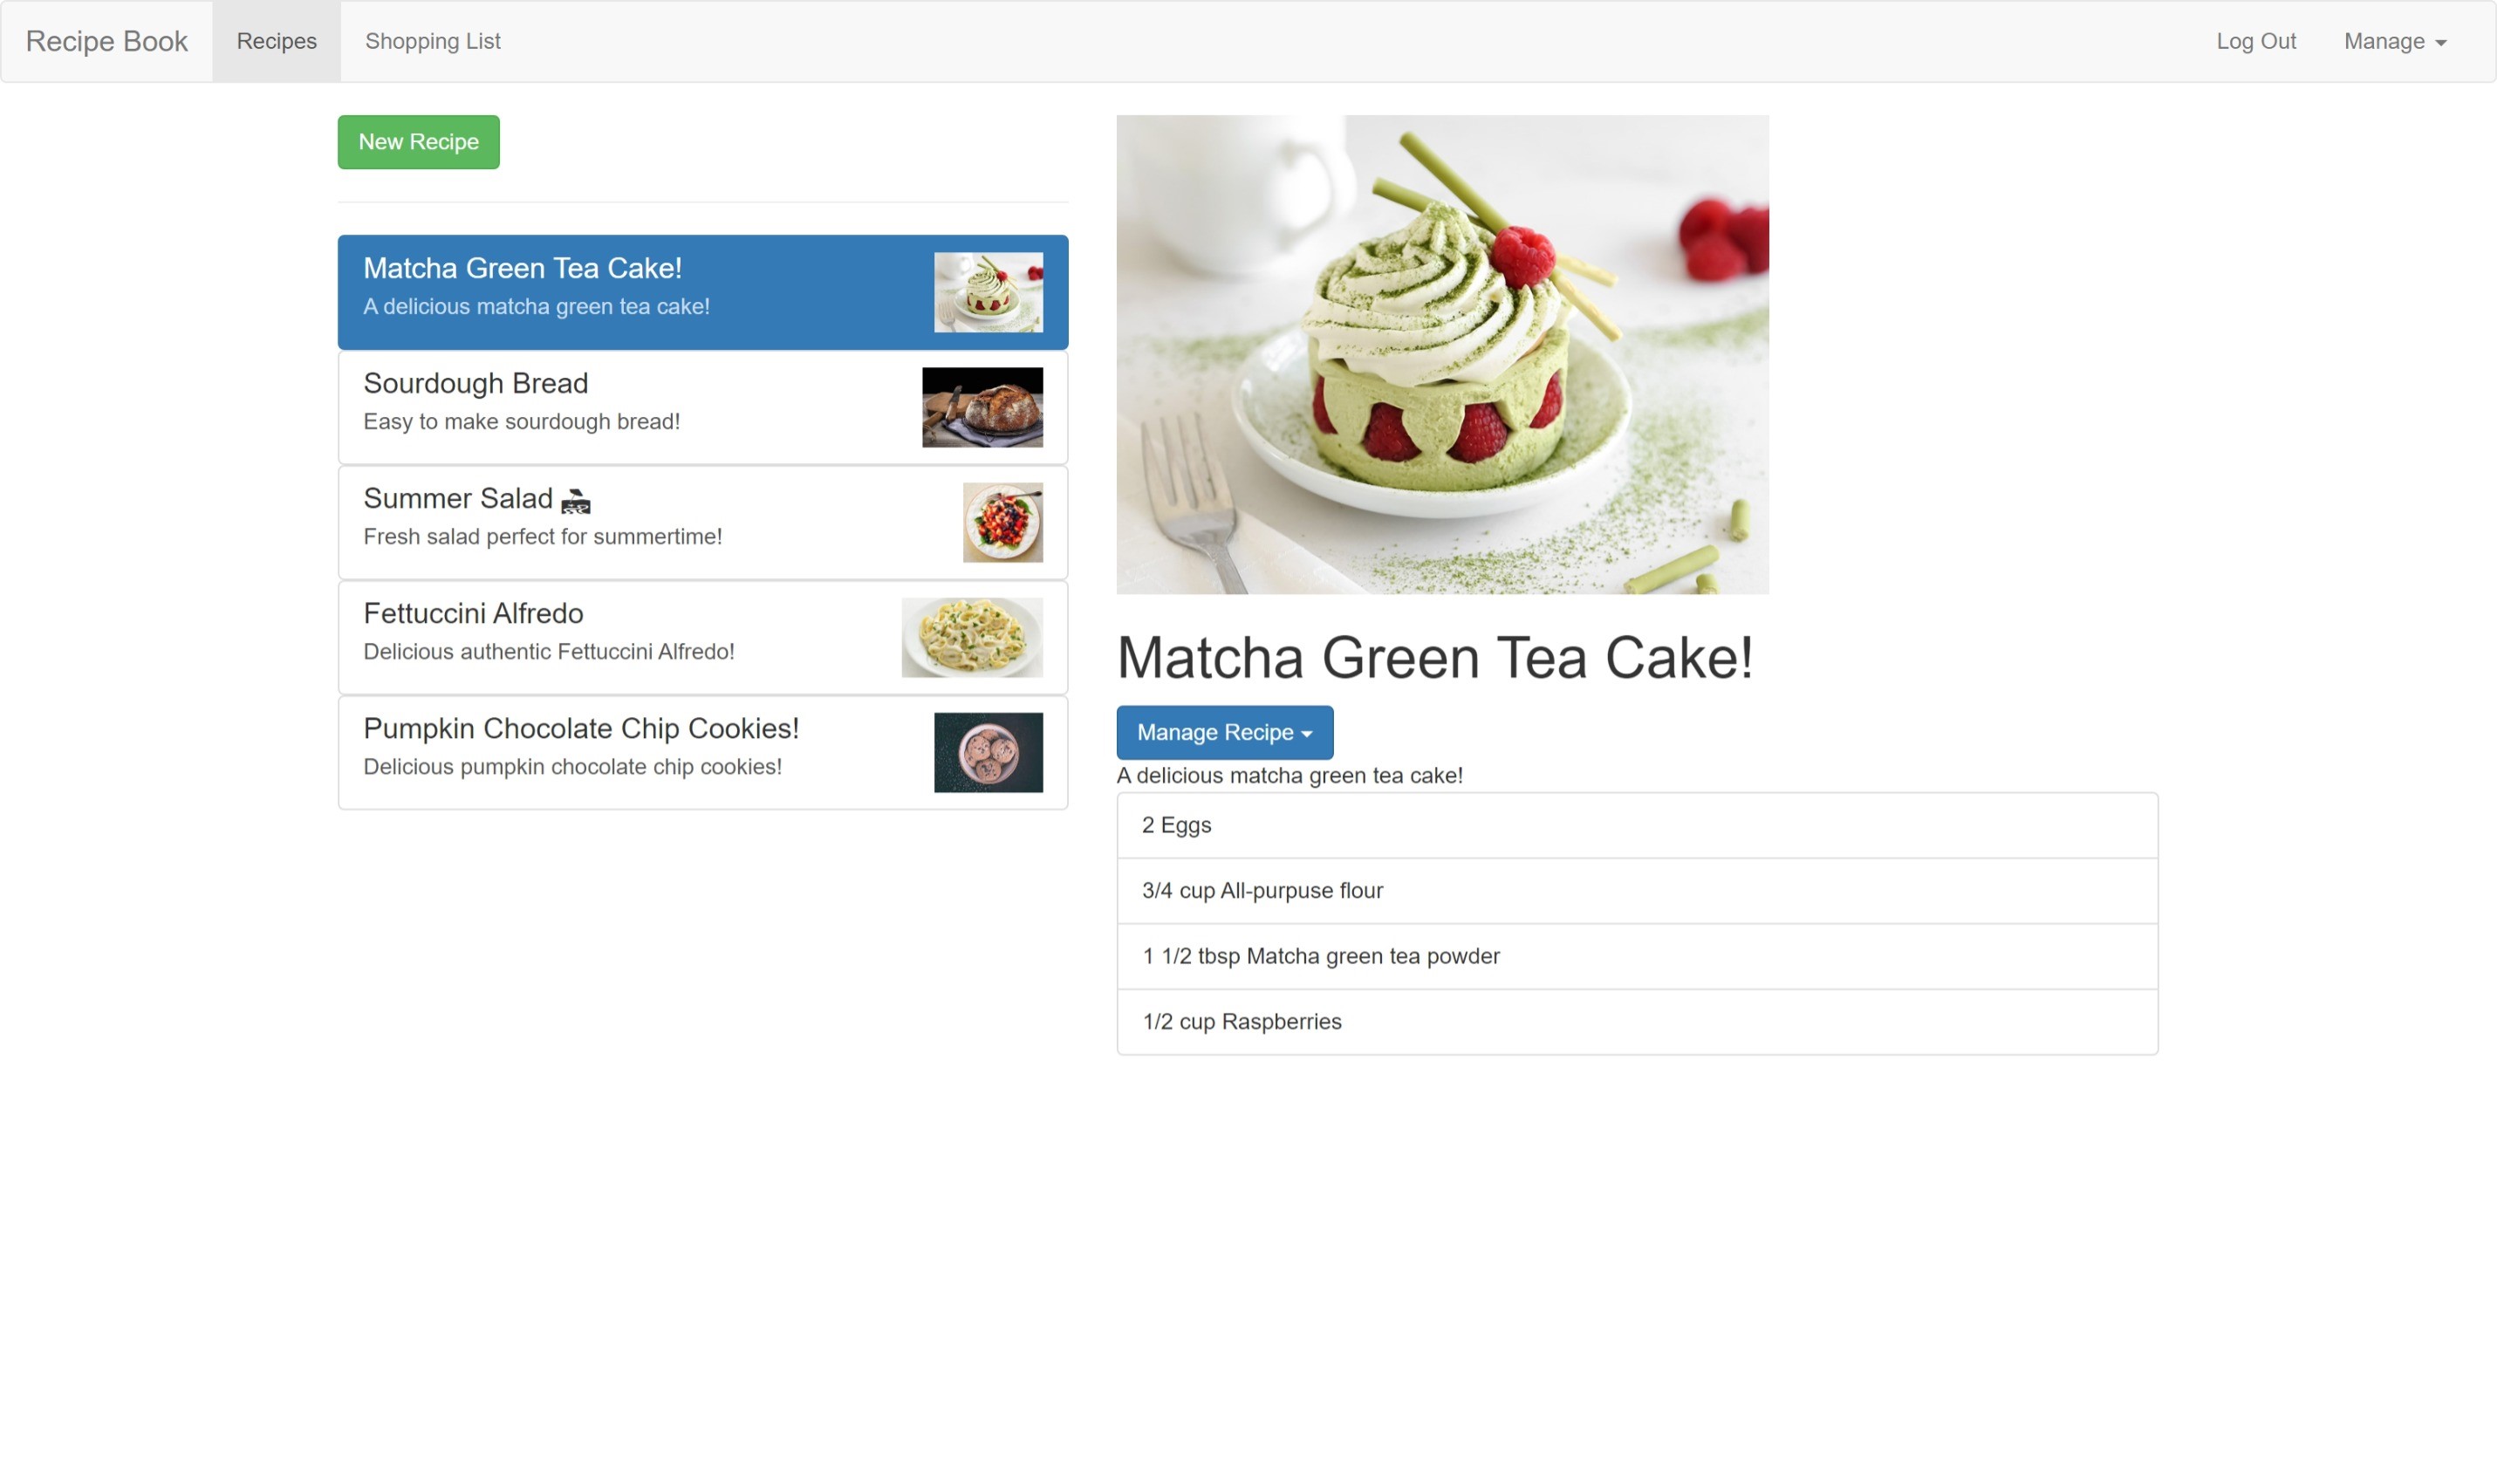 Recipe Book Recipes Shopping List Log Out Manage
New Recipe
Matcha Green Tea Cake!
A delicious matcha green tea cake!
Sourdough Bread
Easy to make sourdough bread!
Summer Salad 🏖
Fresh salad perfect for summertime!
Fettuccini Alfredo
Delicious authentic Fettuccini Alfredo!
Pumpkin Chocolate Chip Cookies!
Delicious pumpkin chocolate chip cookies!
Matcha Green Tea Cake!
Manage Recipe
A delicious matcha green tea cake!
2 Eggs
3/4 cup All-purpuse flour
1 1/2 tbsp Matcha green tea powder
1/2 cup Raspberries